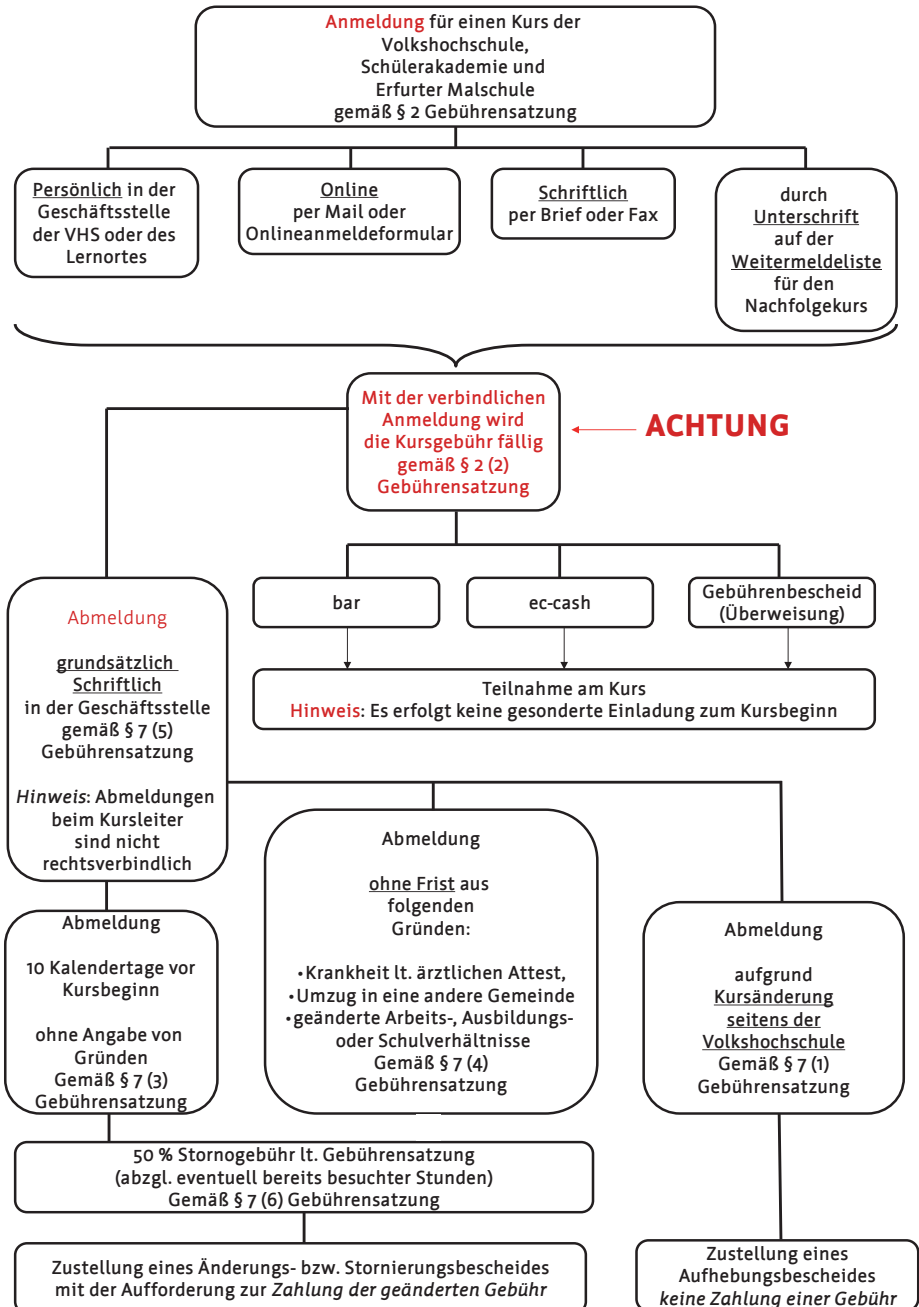 Anmeldung für einen Kurs der
Volkshochschule,
Schülerakademie und
Erfurter Malschule
gemäß § 2 Gebührensatzung
Persönlich in der
Geschäftsstelle
der VHS oder des
Lernortes
Online
per Mail oder
Onlineanmeldeformular
Schriftlich
per Brief oder Fax
durch
Unterschrift
auf der
Weitermeldeliste
für den
Nachfolgekurs
Mit der verbindlichen
Anmeldung wird
die Kursgebühr fällig
gemäß § 2 (2)
Gebührensatzung
ACHTUNG
bar
ec-cash
Gebührenbescheid
(Überweisung)
Teilnahme am Kurs
Hinweis: Es erfolgt keine gesonderte Einladung zum Kursbeginn
Abmeldung
grundsätzlich
Schriftlich
in der Geschäftsstelle
gemäß § 7 (5)
Gebührensatzung
Hinweis: Abmeldungen
beim Kursleiter
sind nicht
rechtsverbindlich
Abmeldung
10 Kalendertage vor
Kursbeginn
ohne Angabe von
Gründen
Gemäß § 7 (3)
Gebührensatzung
Abmeldung
ohne Frist aus
folgenden
Gründen:
•Krankheit lt. ärztlichen Attest,
•Umzug in eine andere Gemeinde
•geänderte Arbeits-, Ausbildungs-
oder Schulverhältnisse
Gemäß § 7 (4)
Gebührensatzung
Abmeldung
aufgrund
Kursänderung
seitens der
Volkshochschule
Gemäß § 7 (1)
Gebührensatzung
50 % Stornogebühr lt. Gebührensatzung
(abzgl. eventuell bereits besuchter Stunden)
Gemäß § 7 (6) Gebührensatzung
Zustellung eines Änderungs- bzw. Stornierungsbescheides
mit der Aufforderung zur Zahlung der geänderten Gebühr
Zustellung eines
Aufhebungsbescheides
keine Zahlung einer Gebühr